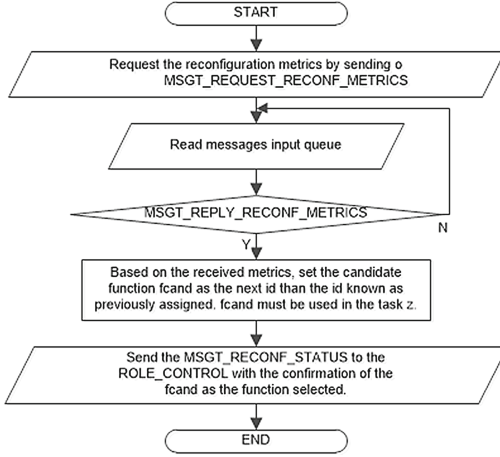 START
Request the reconfiguration metrics by sending o
MSGT_REQUEST_RECONF_METRICS
Read messages input queue
MSGT_REPLY_RECONF_METRICS
N
Y
Based on the received metrics, set the candidate
function fcand as the next id than the id known as
previously assigned. fcand must be used in the task z.
Send the MSGT_RECONF_STATUS to the
ROLE_CONTROL with the confirmation of the
fcand as the function selected.
END